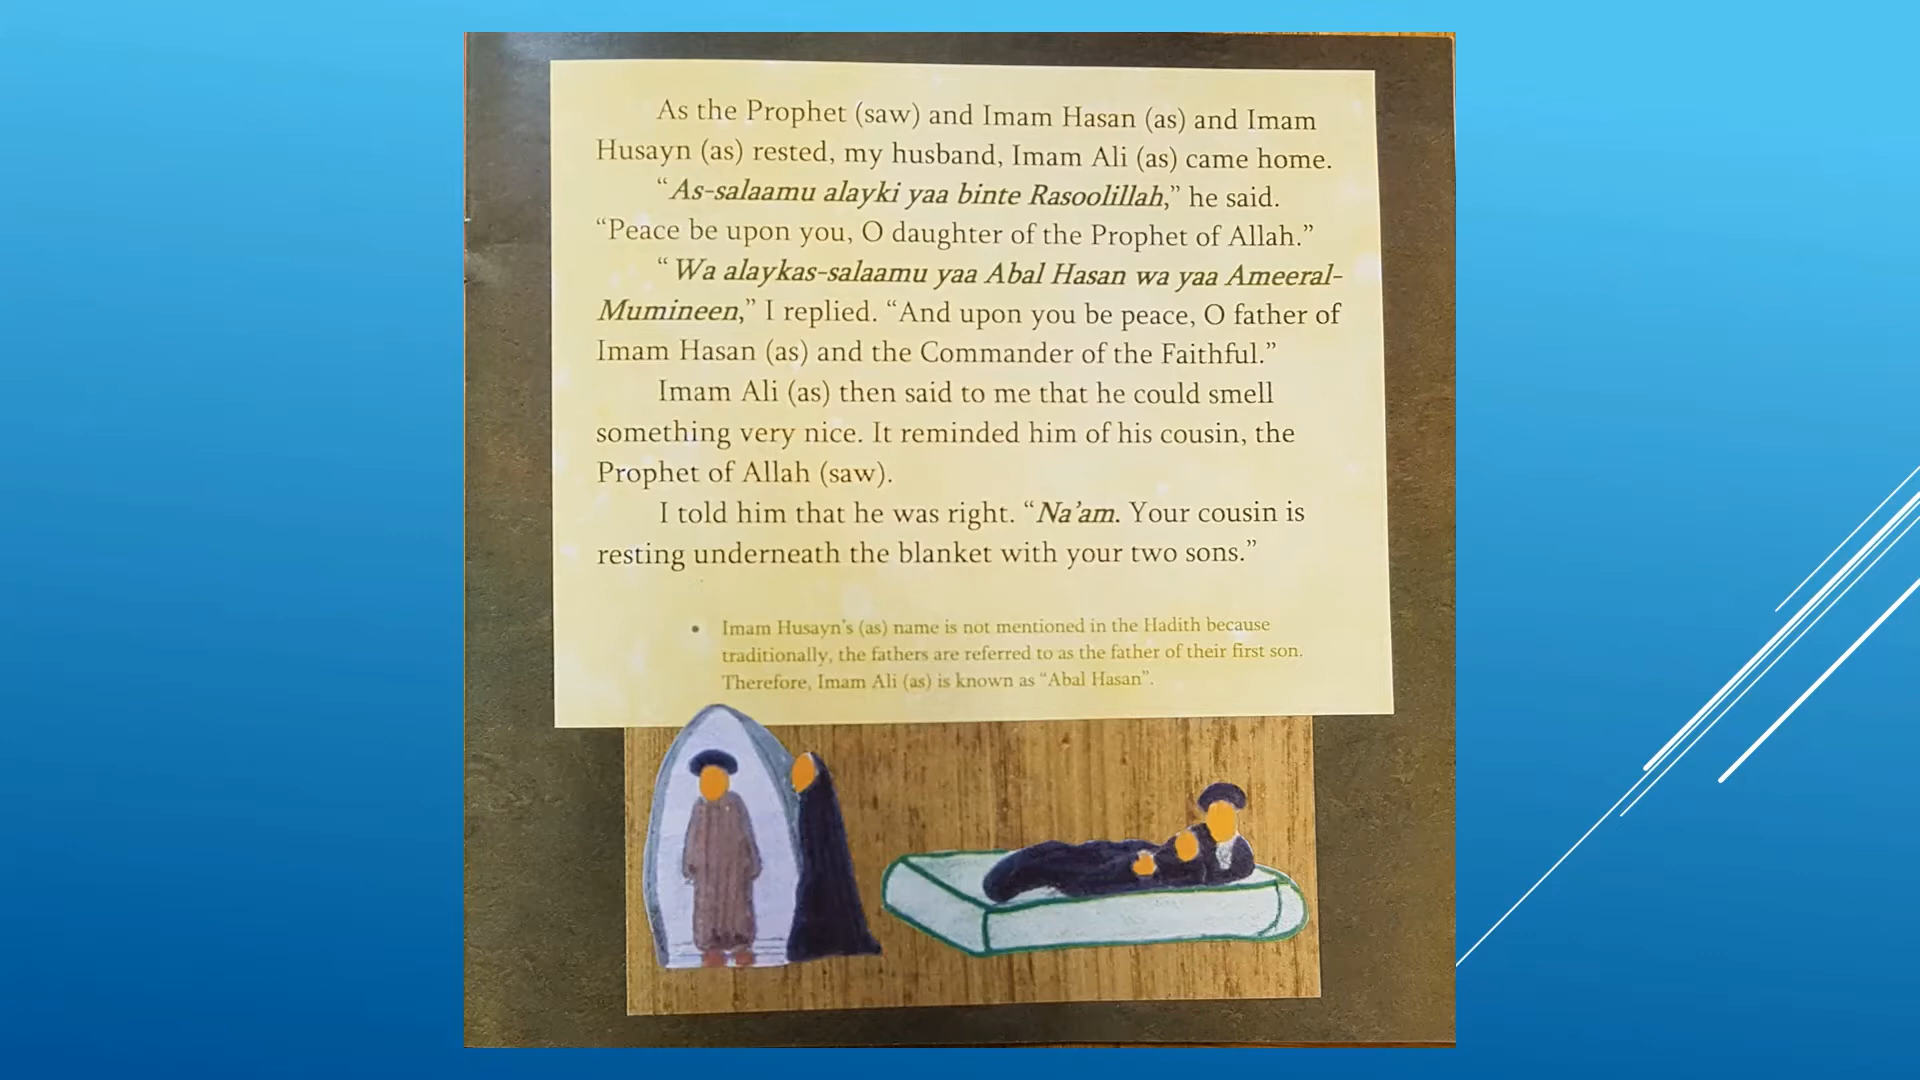 As the Prophet (saw) and Imam Hasan (as) and Imam
Husayn (as) rested, my husband, Imam Ali (as) came home.
“As-salaamu alayki yaa binte Rasoolillah,” he said.
“Peace be upon you, O daughter of the Prophet of Allah.”
“Wa alaykas-salaamu yaa Abal Hasan wa yaa Ameeral-
Mumineen,” I replied. “And upon you be peace, O father of
Imam Hasan (as) and the Commander of the Faithful.”
Imam Ali (as) then said to me that he could smell
something very nice. It reminded him of his cousin, the
Prophet of Allah (saw).
I told him that he was right. “Na’am. Your cousin is
resting underneath the blanket with your two sons.”
• Imam Husayn’s (as) name is not mentioned in the Hadith because
traditionally, the fathers are referred to as the father of their first son.
Therefore, Imam Ali (as) is known as “Abal Hasan”.